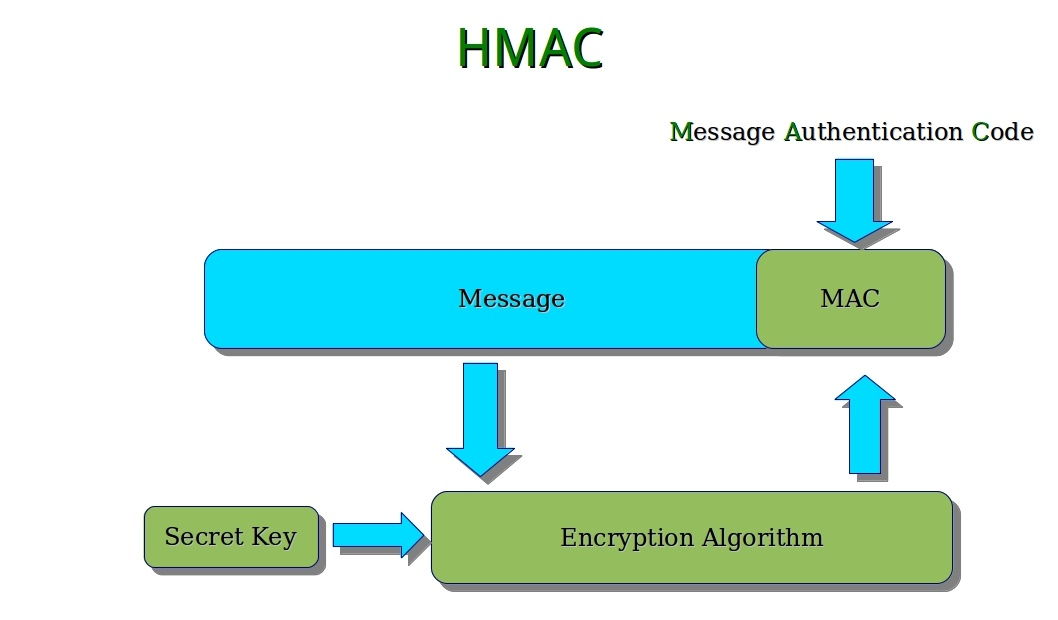 HMAC
Message Authentication Code
Message
MAC
Secret Key
Encryption Algorithm